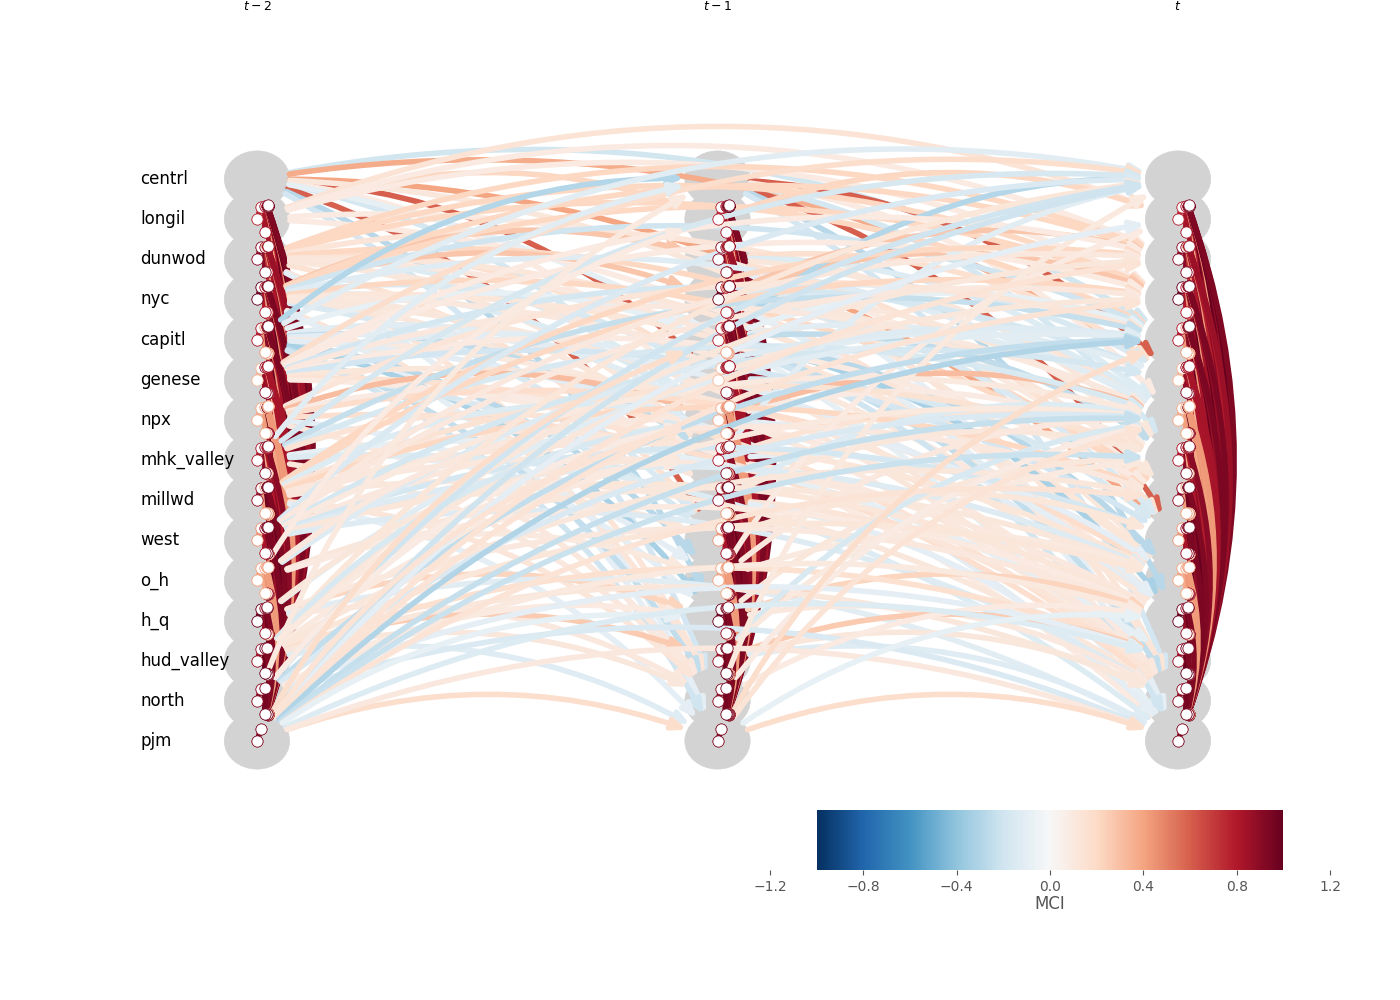 t − 2 t − 1 t
centrl
longil
dunwod
nyc
capitl
genese
npx
mhk_valley
millwd
west
o_h
h_q
hud_valley
north
pjm
−1.2 −0.8 −0.4 0.0 0.4 0.8 1.2
MCI